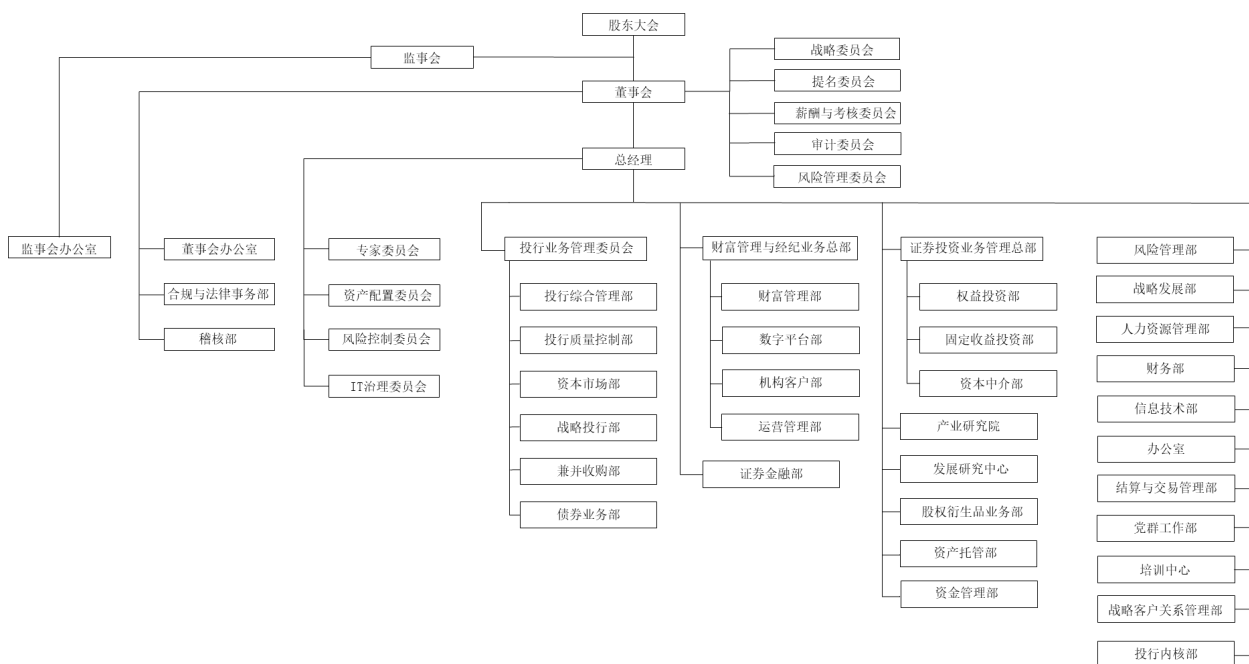 股东大会
监事会
董事会
战略委员会
提名委员会
薪酬与考核委员会
审计委员会
风险管理委员会
总经理
监事会办公室
董事会办公室
合规与法律事务部
稽核部
专家委员会
资产配置委员会
风险控制委员会
IT治理委员会
投行业务管理委员会
投行综合管理部
投行质量控制部
资本市场部
战略投行部
兼并收购部
债券业务部
财富管理与经纪业务总部
财富管理部
数字平台部
机构客户部
运营管理部
证券金融部
证券投资业务管理总部
权益投资部
固定收益投资部
资本中介部
产业研究院
发展研究中心
股权衍生品业务部
资产托管部
资金管理部
风险管理部
战略发展部
人力资源管理部
财务部
信息技术部
办公室
结算与交易管理部
党群工作部
培训中心
战略客户关系管理部
投行内核部